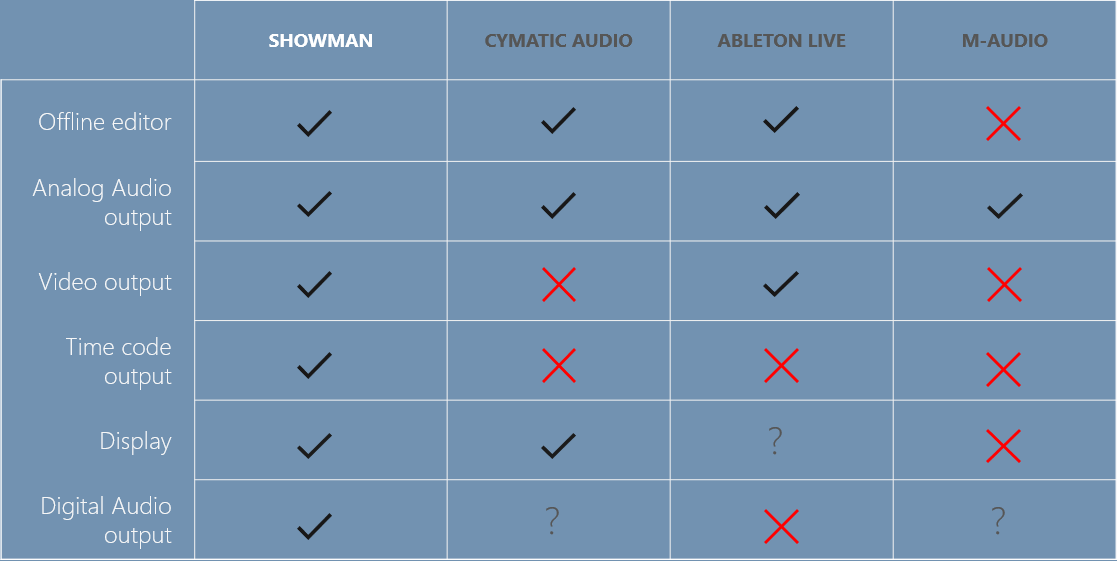 SHOWMAN CYMATIC AUDIO ABLETON LIVE M-AUDIO
Offline editor
Analog Audio
output
Video output
Time code
output
Display ?
Digital Audio
output ? ?